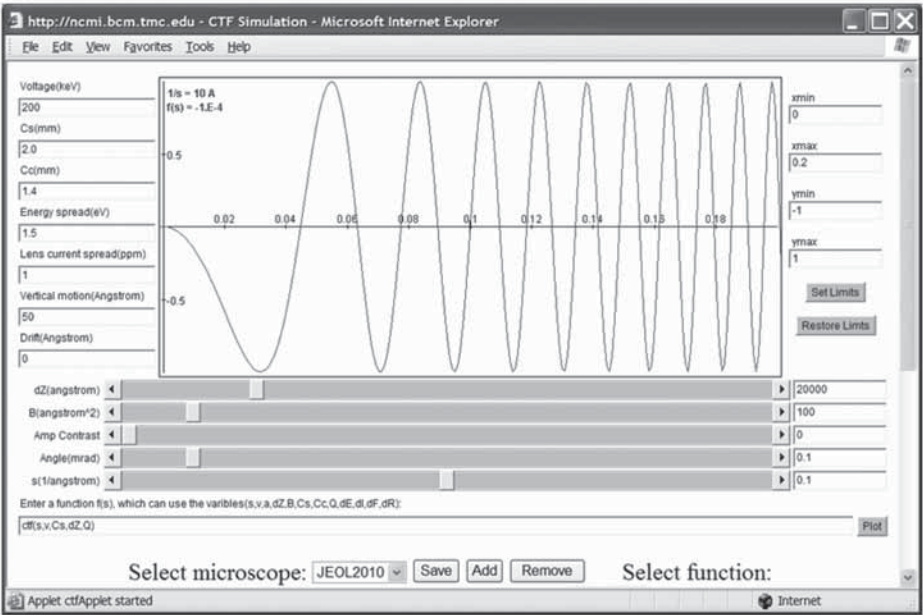 http://ncmi.bcm.tmc.edu - CTF Simulation - Microsoft Internet Explorer
File Edit View Favorites Tools Help
Voltage(keV)
200
Cs(mm)
2.0
Cc(mm)
1.4
Energy spread(eV)
1.5
Lens current spread(ppm)
1
Vertical motion(Angstrom)
50
Drift(Angstrom)
0
1/s = 10 A
f(s) = -1.E-4
0.5
0.02 0.04 0.06 0.08 0.1 0.12 0.14 0.16 0.18
-0.5
xmin
0
xmax
0.2
ymin
-1
ymax
1
Set Limits
Restore Limts
dZ(angstrom) 20000
B(angstrom^2) 100
Amp Contrast 0
Angle(mrad) 0.1
s(1/angstrom) 0.1
Enter a function f(s), which can use the varibles(s,v,a,dZ,B,Cs,Cc,Q,dE,dI,dF,dR):
ctf(s,v,Cs,dZ,Q) Plot
Select microscope: JEOL2010 Save Add Remove Select function:
Applet ctfApplet started Internet